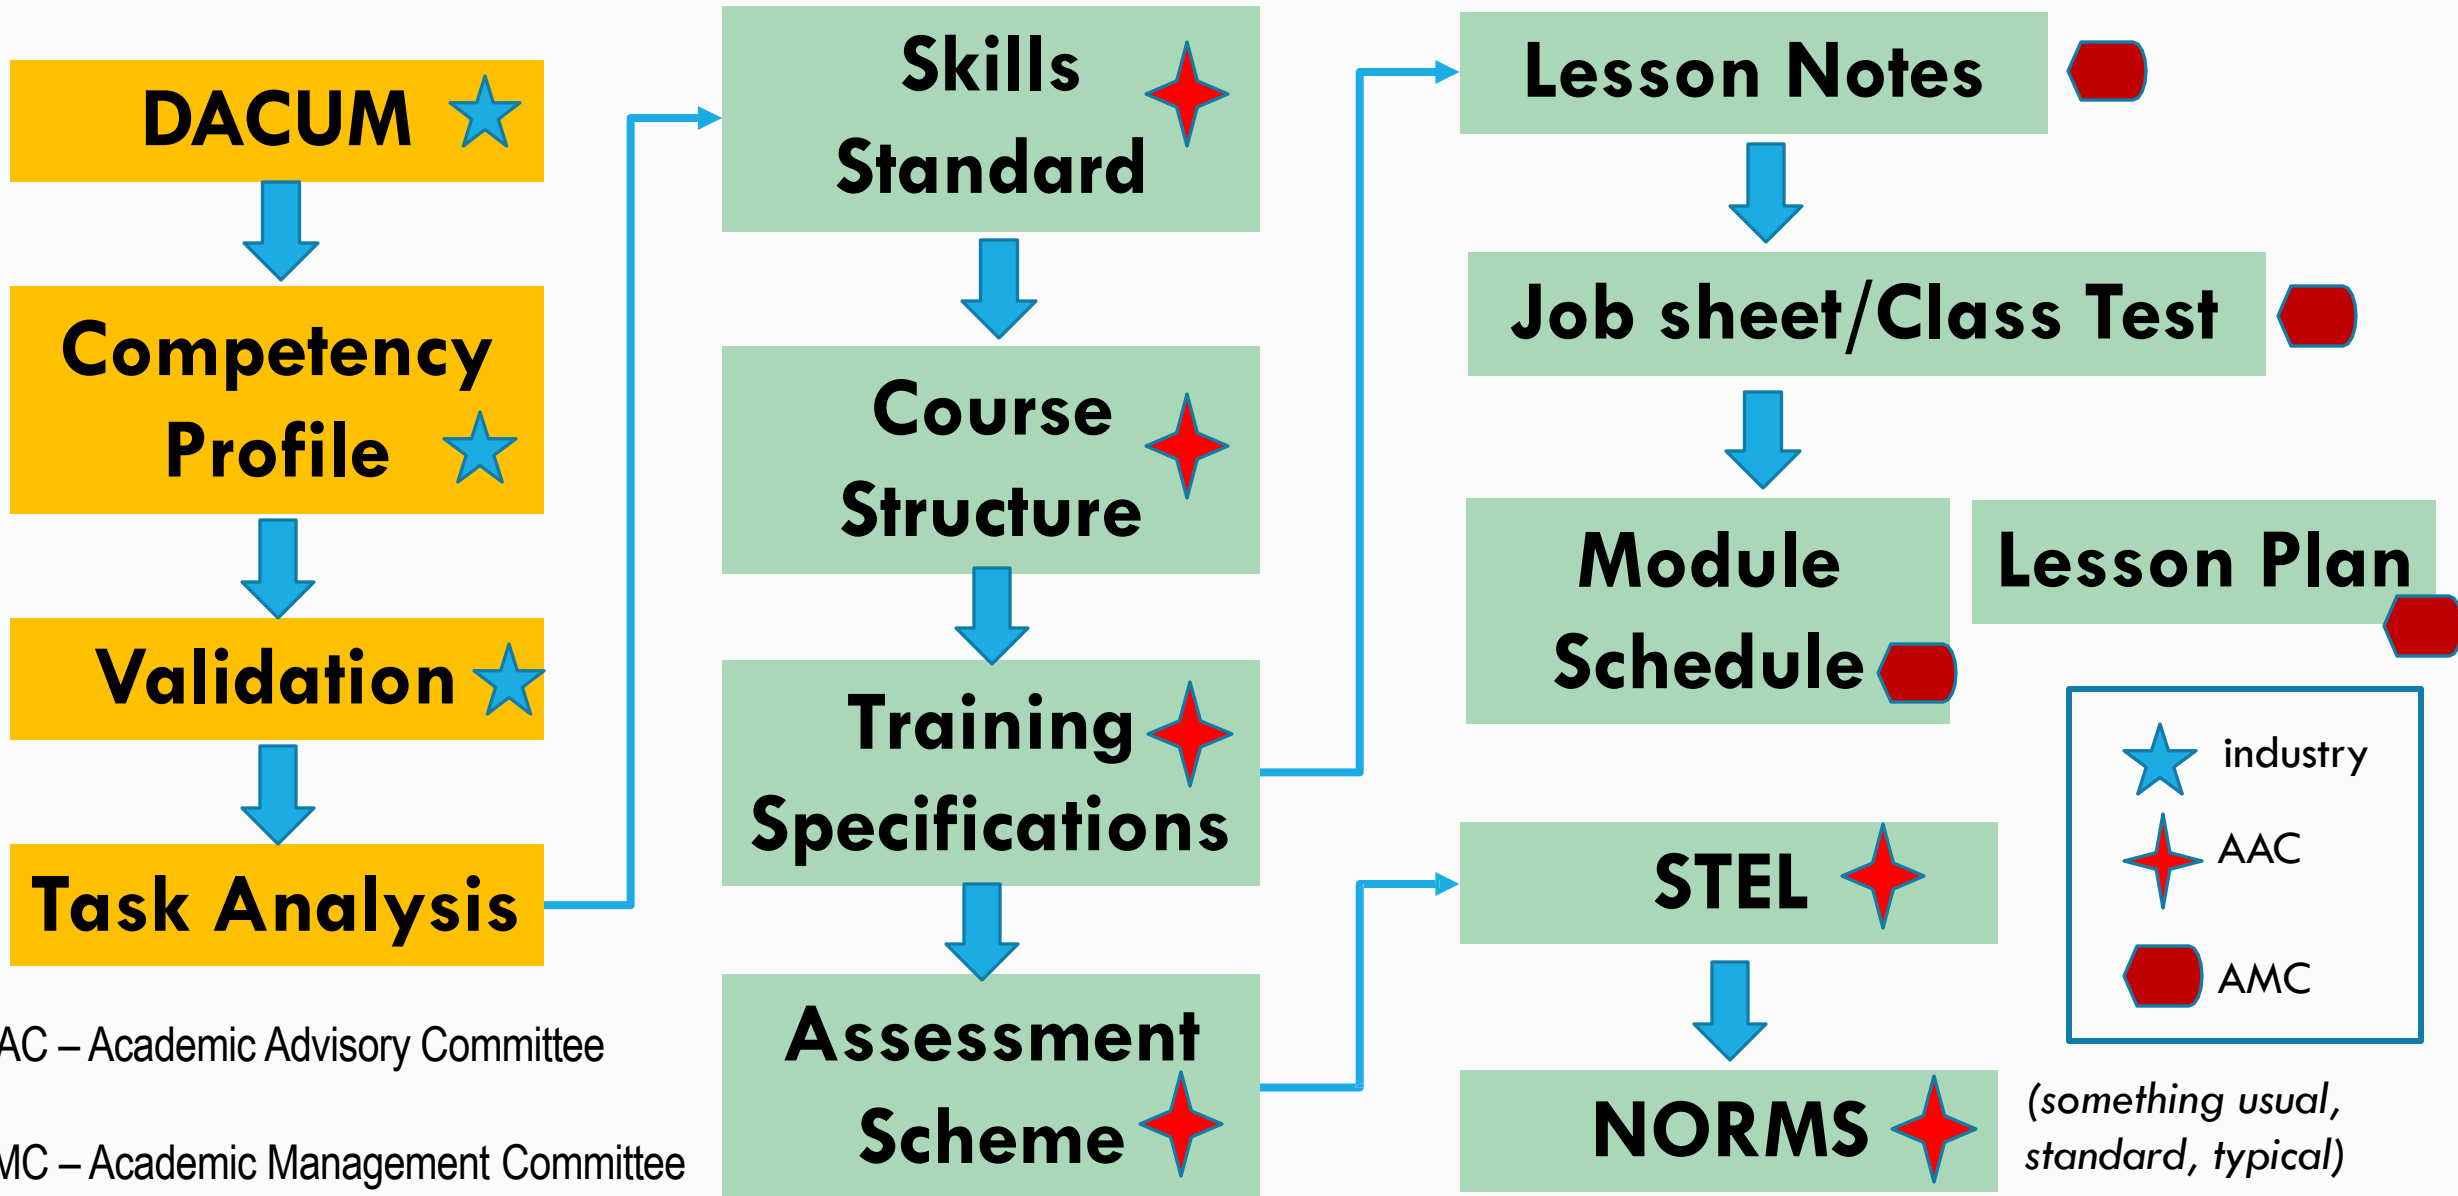 DACUM
Competency
Profile
Validation
Task Analysis
AC – Academic Advisory Committee
MC – Academic Management Committee
Skills
Standard
Course
Structure
Training
Specifications
Assessment
Scheme
Lesson Notes
Job sheet/Class Test
Module
Schedule
Lesson Plan
STEL
NORMS
(something usual,
standard, typical)
industry
AAC
AMC